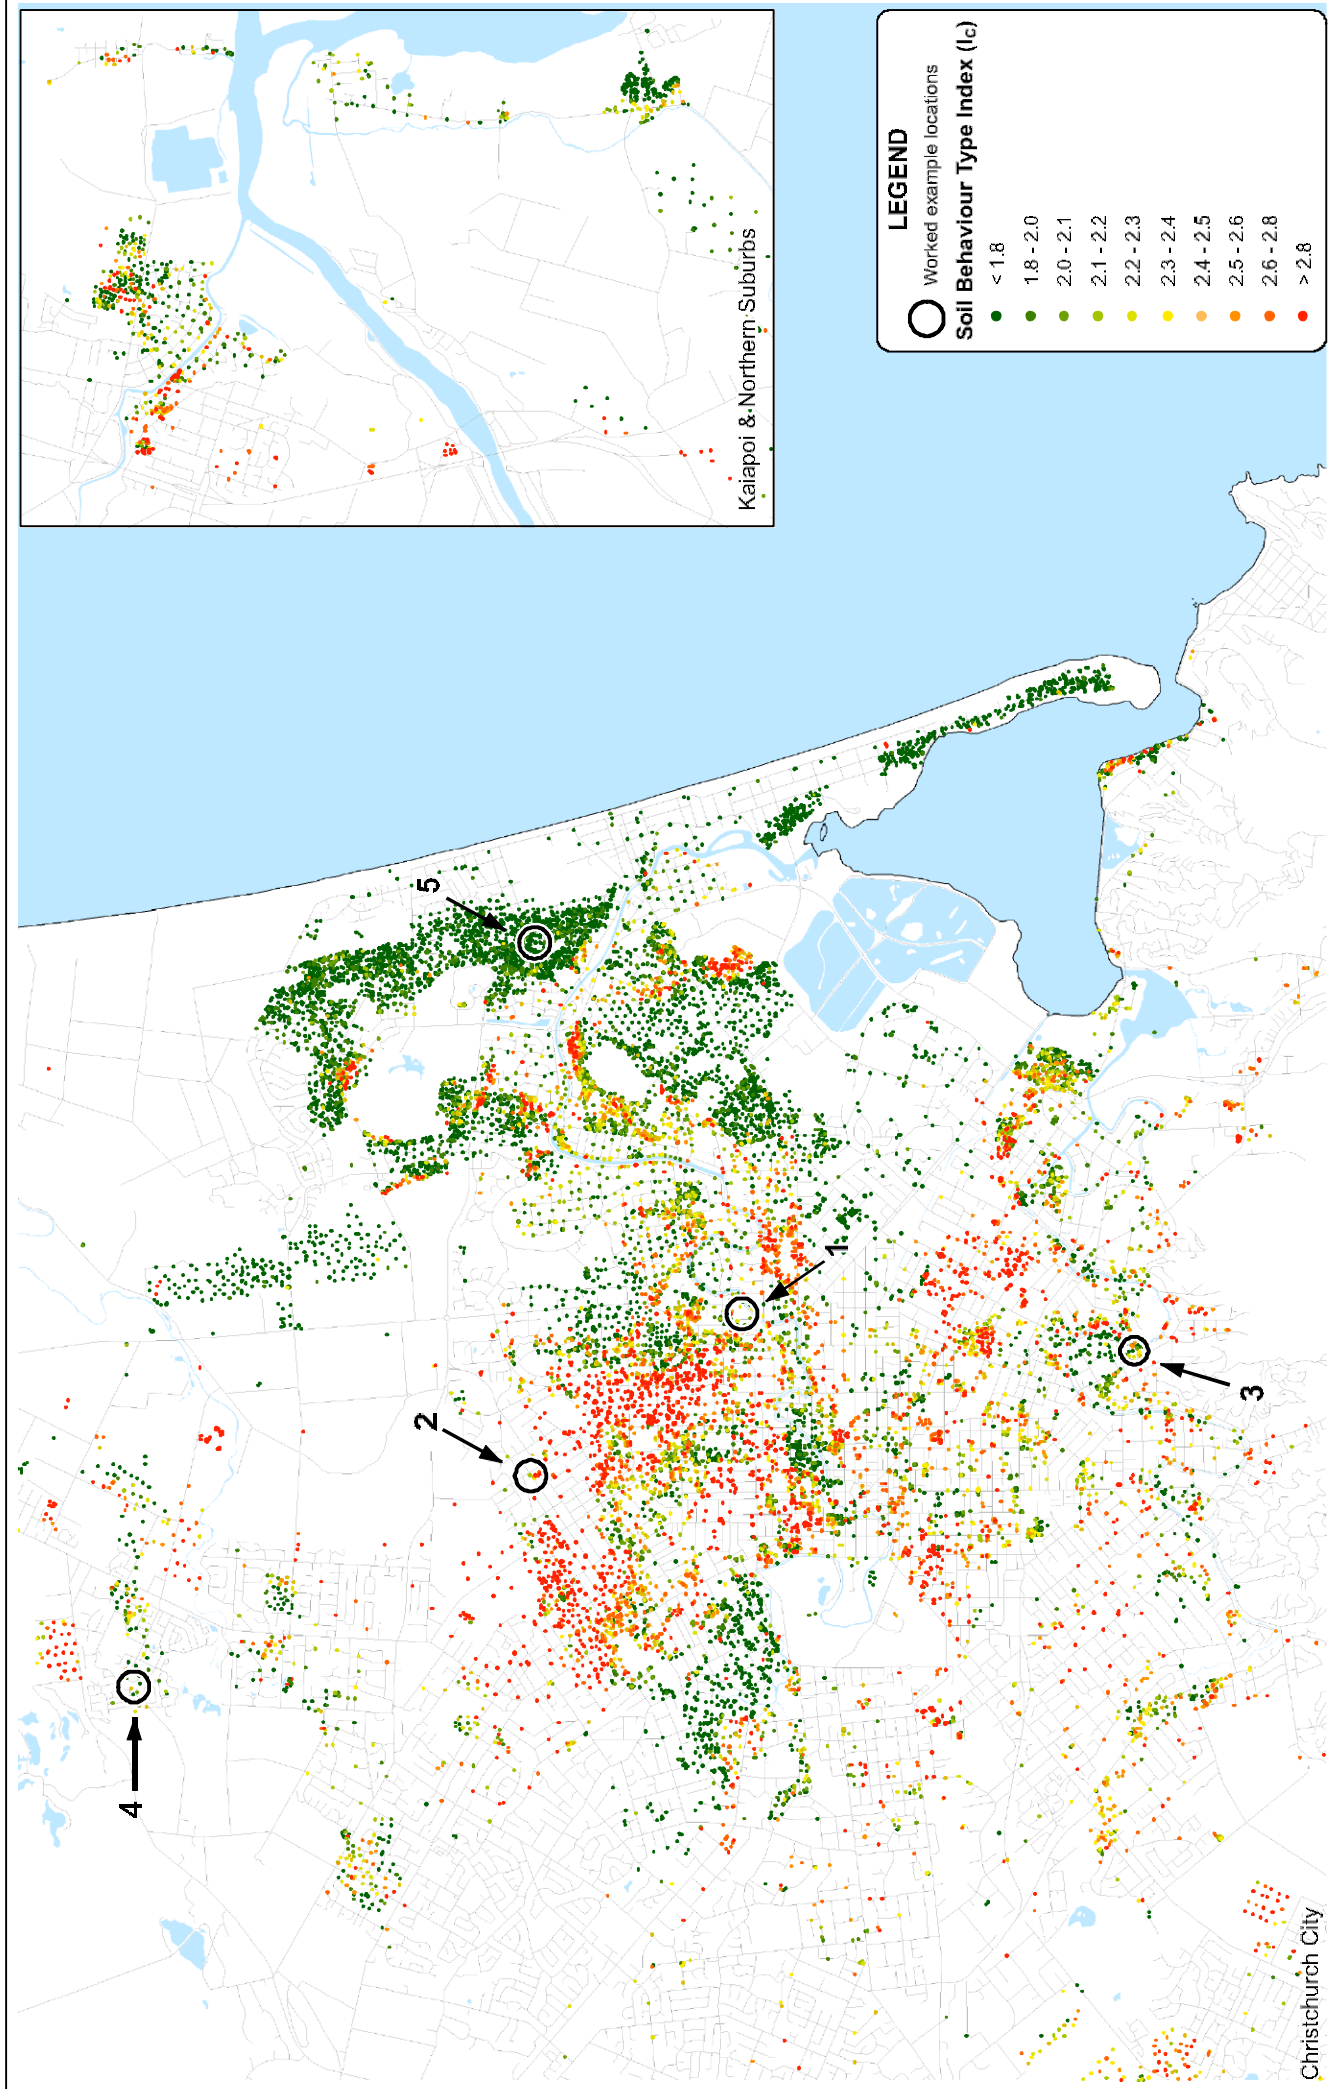 Kaiapoi & Northern Suburbs
LEGEND
Worked example locations
Soil Behaviour Type Index (Ic)
< 1.8
1.8 - 2.0
2.0 - 2.1
2.1 - 2.2
2.2 - 2.3
2.3 - 2.4
2.4 - 2.5
2.5 - 2.6
2.6 - 2.8
> 2.8
5
1
2
3
4
Christchurch City